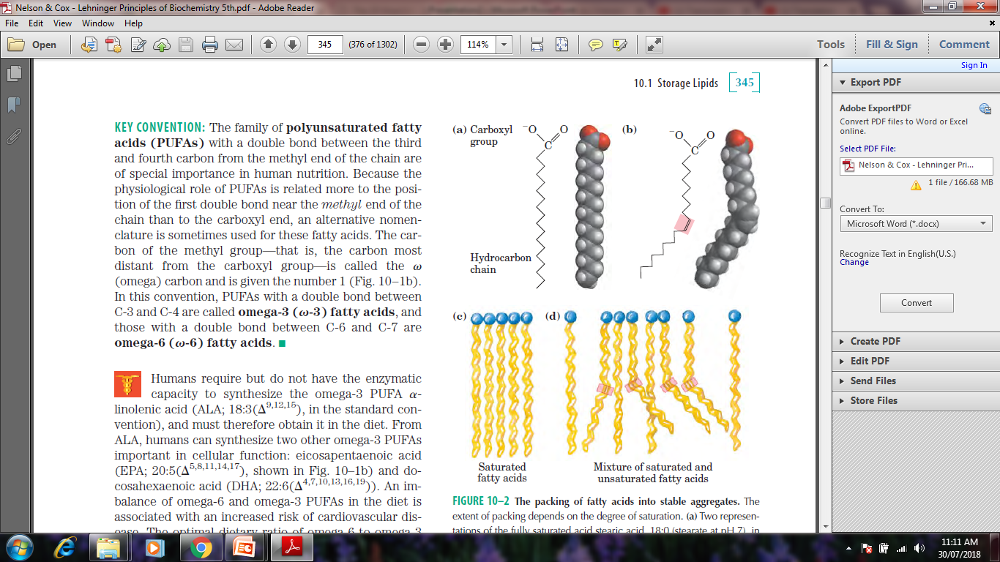 Nelson & Cox - Lehninger Principles of Biochemistry 5th.pdf - Adobe Reader
File Edit View Window Help
Open 345 (376 of 1302) 114% Tools Fill & Sign Comment
Sign In
10.1 Storage Lipids 345
KEY CONVENTION: The family of polyunsaturated fatty
acids (PUFAs) with a double bond between the third
and fourth carbon from the methyl end of the chain are
of special importance in human nutrition. Because the
physiological role of PUFAs is related more to the posi-
tion of the first double bond near the methyl end of the
chain than to the carboxyl end, an alternative nomen-
clature is sometimes used for these fatty acids. The car-
bon of the methyl group—that is, the carbon most
distant from the carboxyl group—is called the ω
(omega) carbon and is given the number 1 (Fig. 10–1b).
In this convention, PUFAs with a double bond between
C-3 and C-4 are called omega-3 (ω-3) fatty acids, and
those with a double bond between C-6 and C-7 are
omega-6 (ω-6) fatty acids. ■
Humans require but do not have the enzymatic
capacity to synthesize the omega-3 PUFA α-
linolenic acid (ALA; 18:3(Δ9,12,15), in the standard con-
vention), and must therefore obtain it in the diet. From
ALA, humans can synthesize two other omega-3 PUFAs
important in cellular function: eicosapentaenoic acid
(EPA; 20:5(Δ5,8,11,14,17), shown in Fig. 10–1b) and do-
cosahexaenoic acid (DHA; 22:6(Δ4,7,10,13,16,19)). An im-
balance of omega-6 and omega-3 PUFAs in the diet is
associated with an increased risk of cardiovascular dis-
ease. The optimal dietary ratio of omega-6 to omega-3
(a) Carboxyl
group
⁻O O
C
Hydrocarbon
chain
(b)
⁻O O
C
(c)
Saturated
fatty acids
(d)
Mixture of saturated and
unsaturated fatty acids
FIGURE 10–2 The packing of fatty acids into stable aggregates. The
extent of packing depends on the degree of saturation. (a) Two represen-
tations of the fully saturated acid stearic acid, 18:0 (stearate at pH 7), in
Export PDF
Adobe ExportPDF
Convert PDF files to Word or Excel
online.
Select PDF File:
Nelson & Cox - Lehninger Pri...
1 file / 166.68 MB
Convert To:
Microsoft Word (*.docx)
Recognize Text in English(U.S.)
Change
Convert
Create PDF
Edit PDF
Send Files
Store Files
11:11 AM
30/07/2018